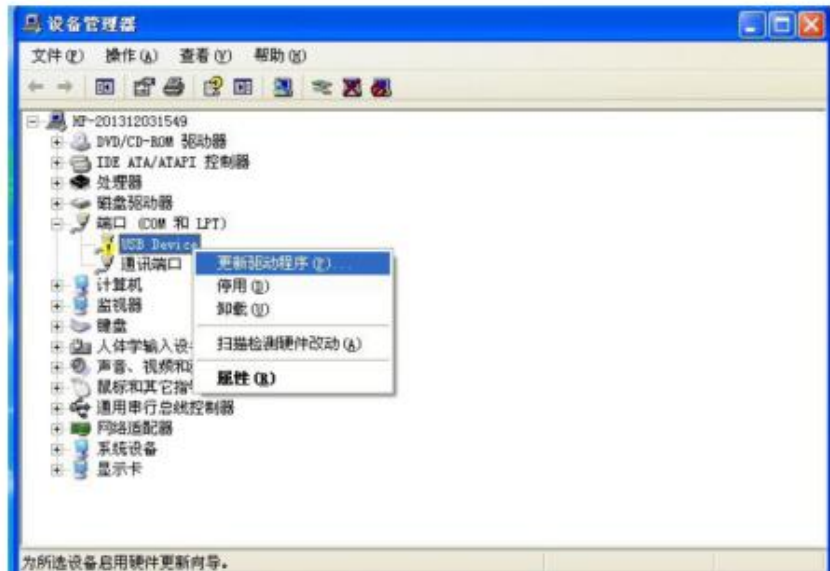 设备管理器
文件(F) 操作(A) 查看(V) 帮助(H)
XP-201312031549
DVD/CD-ROM 驱动器
IDE ATA/ATAPI 控制器
处理器
磁盘驱动器
端口 (COM 和 LPT)
USB Device
通讯端口
更新驱动程序(P)...
计算机
停用(D)
监视器
卸载(U)
键盘
人体学输入设
扫描检测硬件改动(A)
声音、视频和
鼠标和其它指
属性(R)
通用串行总线控制器
网络适配器
系统设备
显示卡
为所选设备启用硬件更新向导。